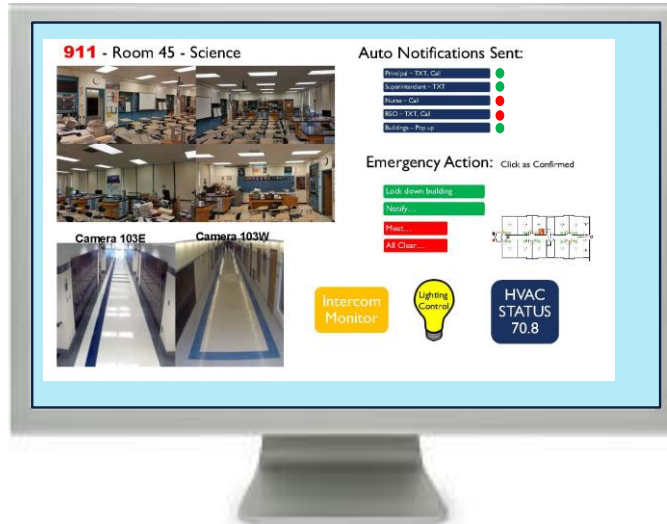 911 - Room 45 - Science
Auto Notifications Sent:
Principal – TXT, Call
Superintendent – TXT
Nurse – Call
RSO – TXT, Call
Buildings – Pop up
Emergency Action: Click as Confirmed
Lock down building
Notify…
Meet…
All Clear…
Camera 103E
Camera 103W
Intercom
Monitor
Lighting
Control
HVAC
STATUS
70.8